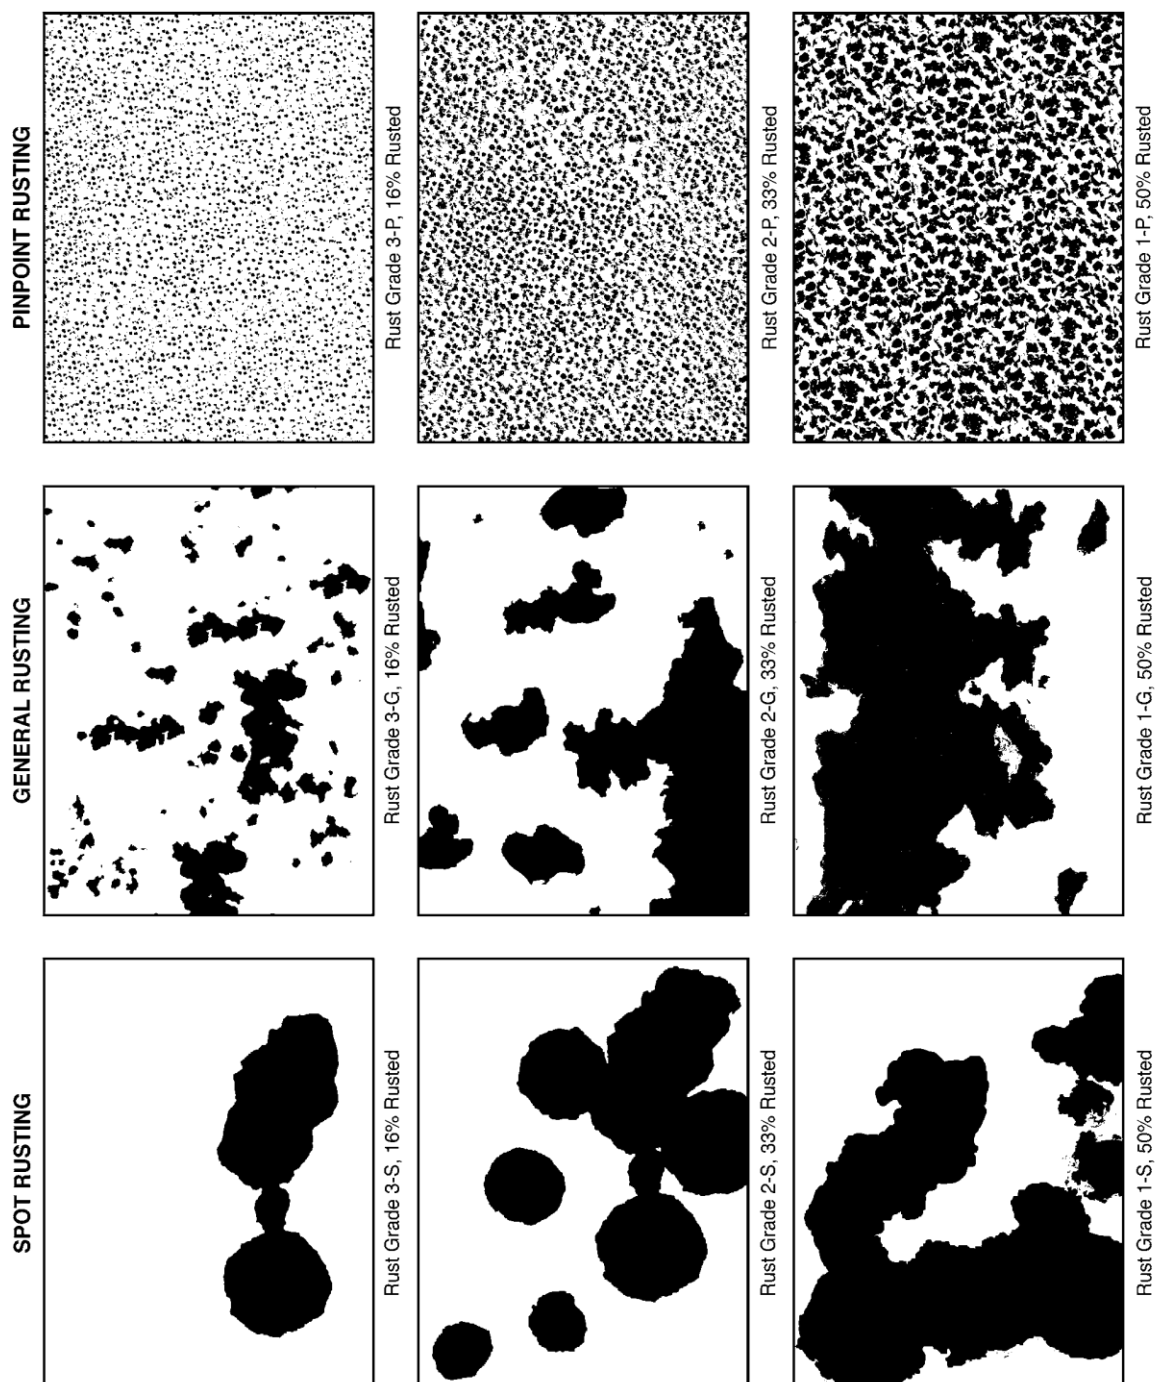 SPOT RUSTING
GENERAL RUSTING
PINPOINT RUSTING
Rust Grade 3-S, 16% Rusted
Rust Grade 3-G, 16% Rusted
Rust Grade 3-P, 16% Rusted
Rust Grade 2-S, 33% Rusted
Rust Grade 2-G, 33% Rusted
Rust Grade 2-P, 33% Rusted
Rust Grade 1-S, 50% Rusted
Rust Grade 1-G, 50% Rusted
Rust Grade 1-P, 50% Rusted